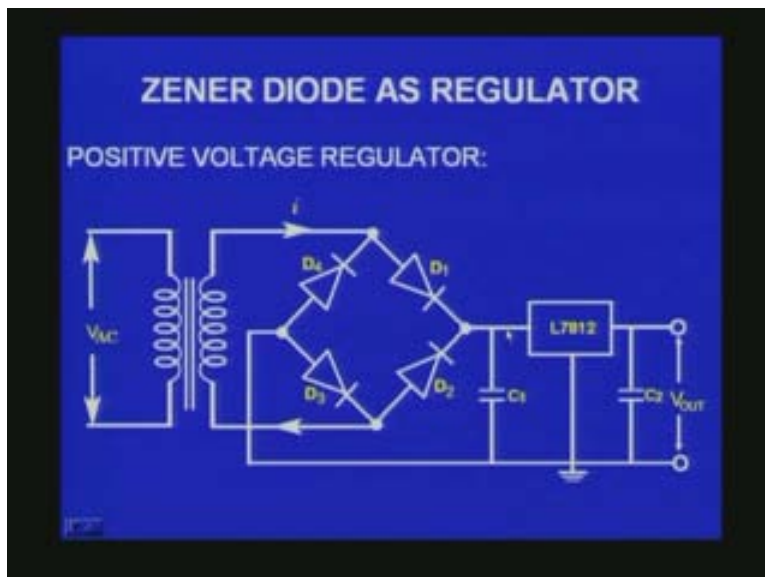 ZENER DIODE AS REGULATOR
POSITIVE VOLTAGE REGULATOR:
i
D4
D1
VAC
L7812
D3
D2
C1
C2
VOUT